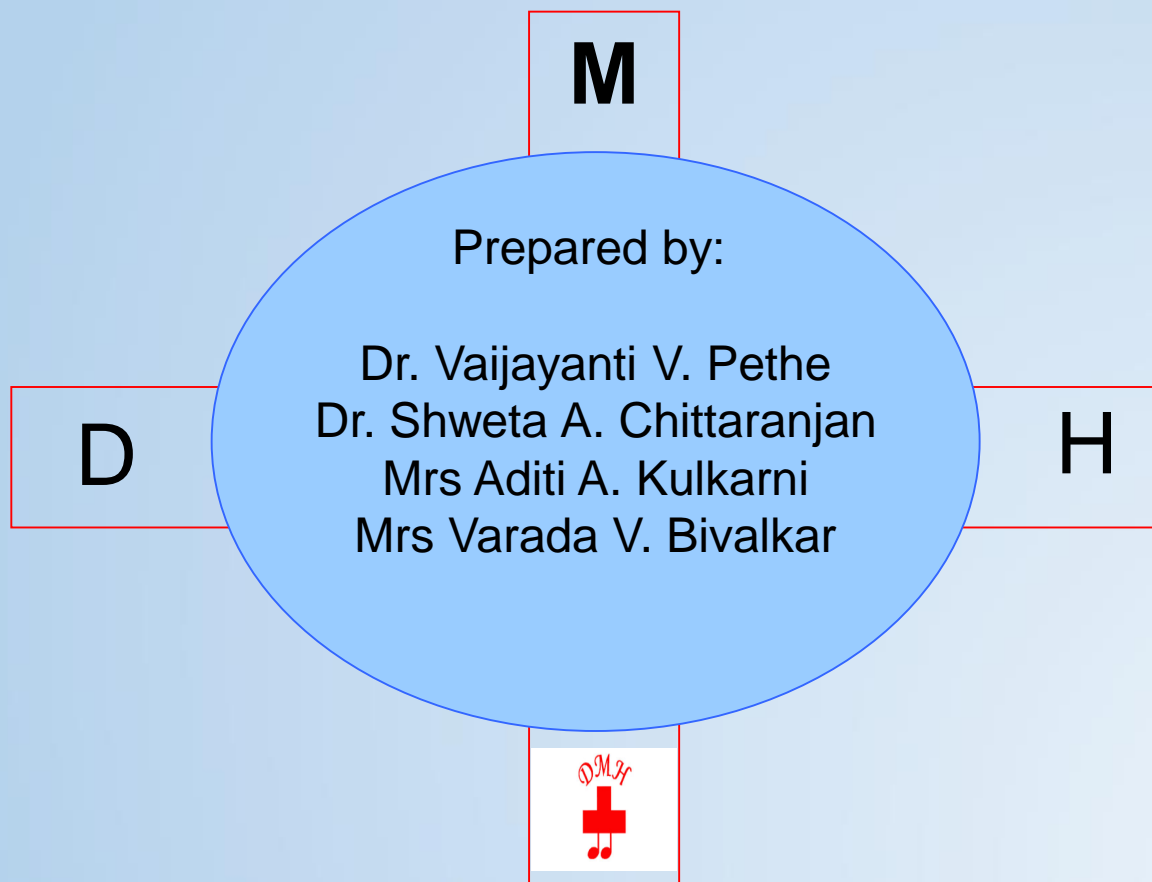 M
Prepared by:
Dr. Vaijayanti V. Pethe
Dr. Shweta A. Chittaranjan
Mrs Aditi A. Kulkarni
Mrs Varada V. Bivalkar
D
H
DMH